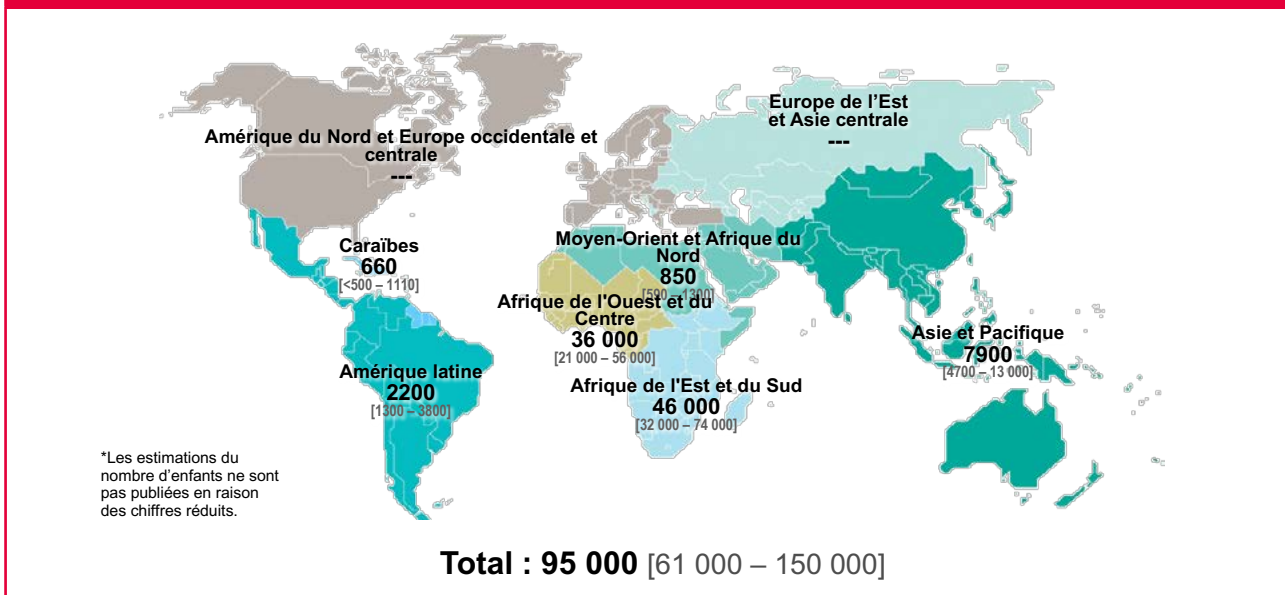 Amérique du Nord et Europe occidentale et
centrale
---
Europe de l'Est
et Asie centrale
---
Caraïbes
660
[<500 – 1110]
Moyen-Orient et Afrique du
Nord
850
[590 – 1300]
Afrique de l'Ouest et du
Centre
36 000
[21 000 – 56 000]
Asie et Pacifique
7900
[4700 – 13 000]
Amérique latine
2200
[1300 – 3800]
Afrique de l'Est et du Sud
46 000
[32 000 – 74 000]
*Les estimations du
nombre d'enfants ne sont
pas publiées en raison
des chiffres réduits.
Total : 95 000 [61 000 – 150 000]